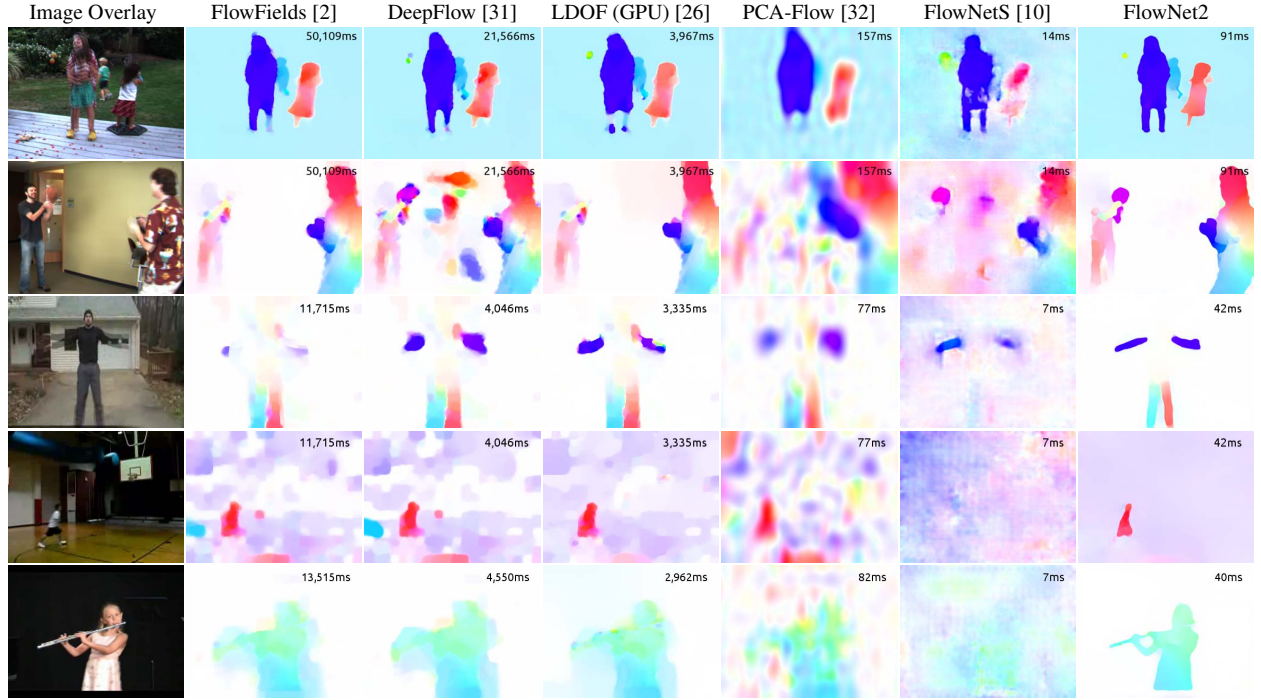 Image Overlay FlowFields [2] DeepFlow [31] LDOF (GPU) [26] PCA-Flow [32] FlowNetS [10] FlowNet2
50,109ms 21,566ms 3,967ms 157ms 14ms 91ms
50,109ms 21,566ms 3,967ms 157ms 14ms 91ms
11,715ms 4,046ms 3,335ms 77ms 7ms 42ms
11,715ms 4,046ms 3,335ms 77ms 7ms 42ms
13,515ms 4,550ms 2,962ms 82ms 7ms 40ms